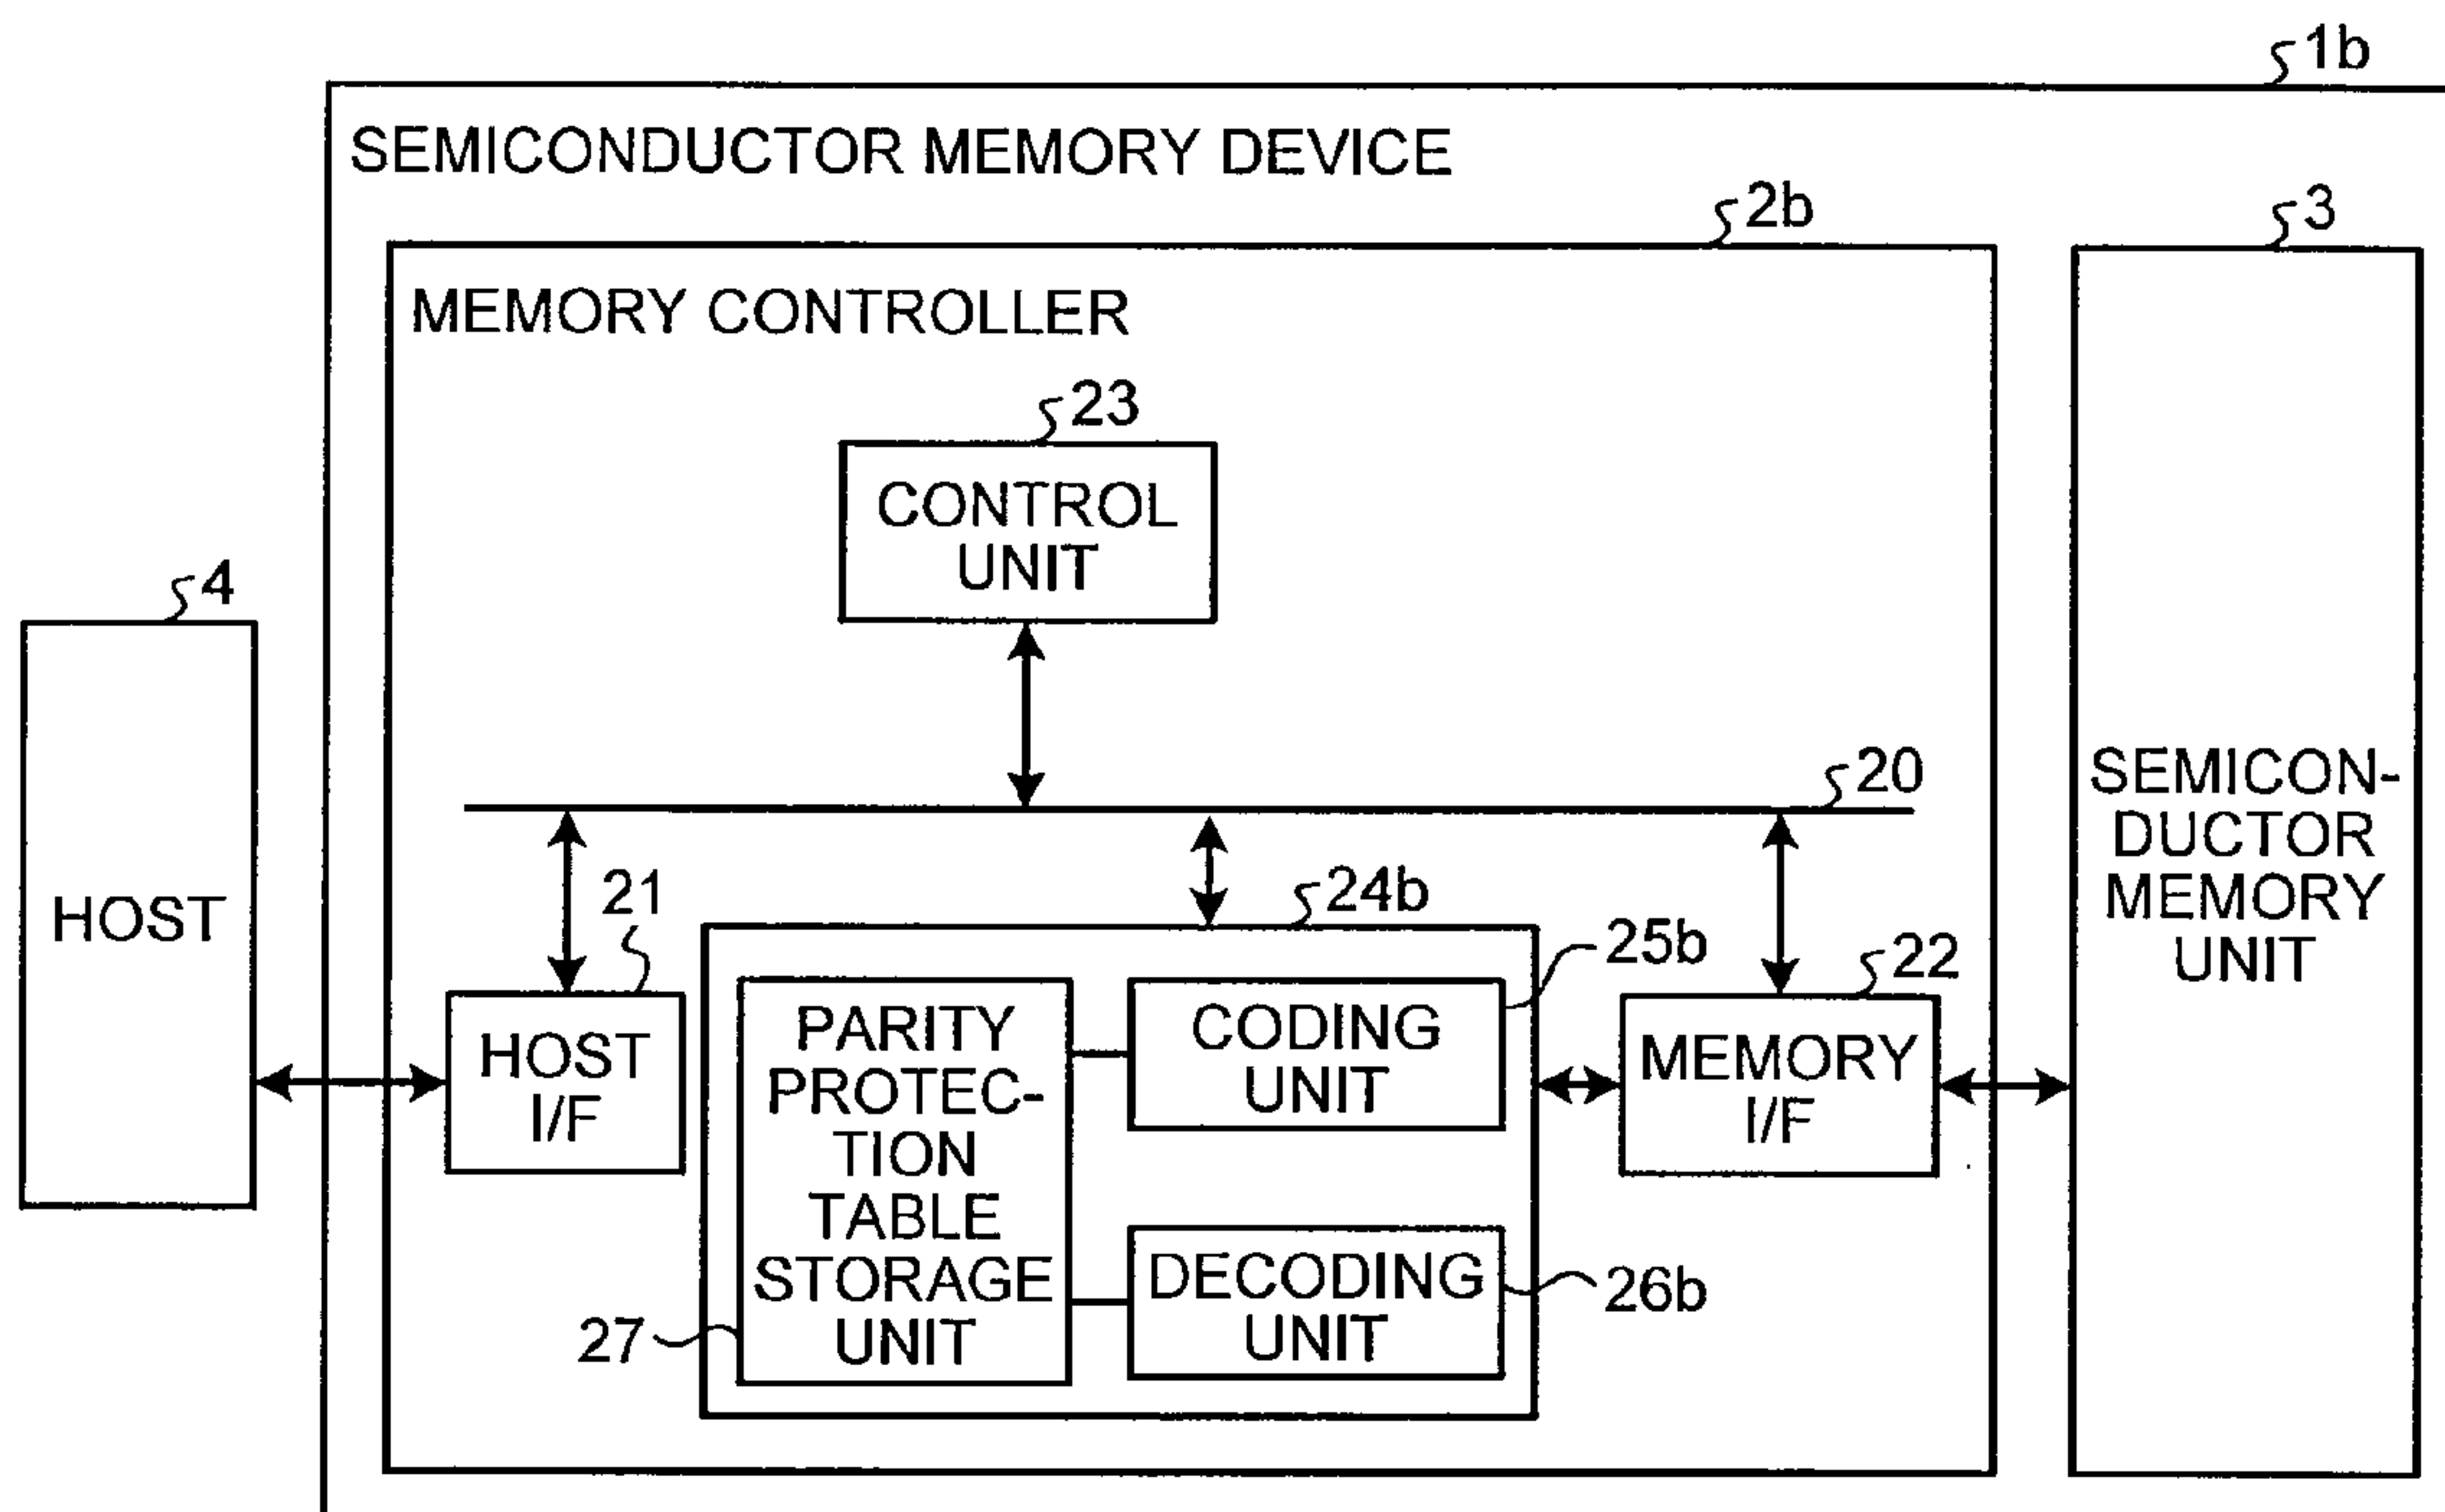 1b
SEMICONDUCTOR MEMORY DEVICE
2b
3
MEMORY CONTROLLER
23
CONTROL
UNIT
4
HOST
20
21
HOST
I/F
24b
25b
PARITY
PROTEC-
TION
TABLE
STORAGE
UNIT
27
CODING
UNIT
DECODING
UNIT
26b
22
MEMORY
I/F
SEMICON-
DUCTOR
MEMORY
UNIT